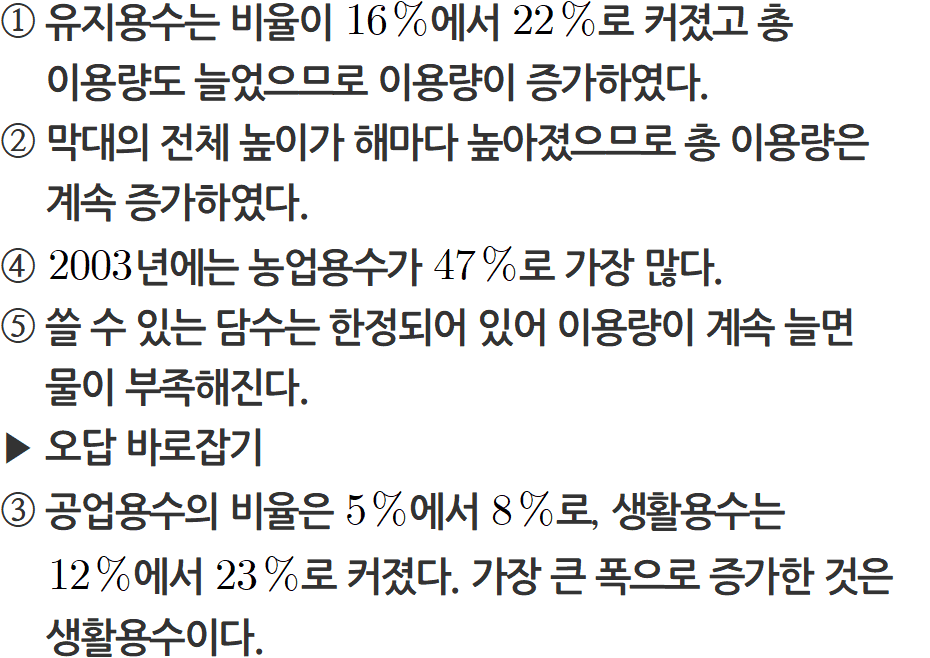 ① 유지용수는 비율이 16%에서 22%로 커졌고 총
이용량도 늘었으므로 이용량이 증가하였다.
② 막대의 전체 높이가 해마다 높아졌으므로 총 이용량은
계속 증가하였다.
④ 2003년에는 농업용수가 47%로 가장 많다.
⑤ 쓸 수 있는 담수는 한정되어 있어 이용량이 계속 늘면
물이 부족해진다.
▶ 오답 바로잡기
③ 공업용수의 비율은 5%에서 8%로, 생활용수는
12%에서 23%로 커졌다. 가장 큰 폭으로 증가한 것은
생활용수이다.